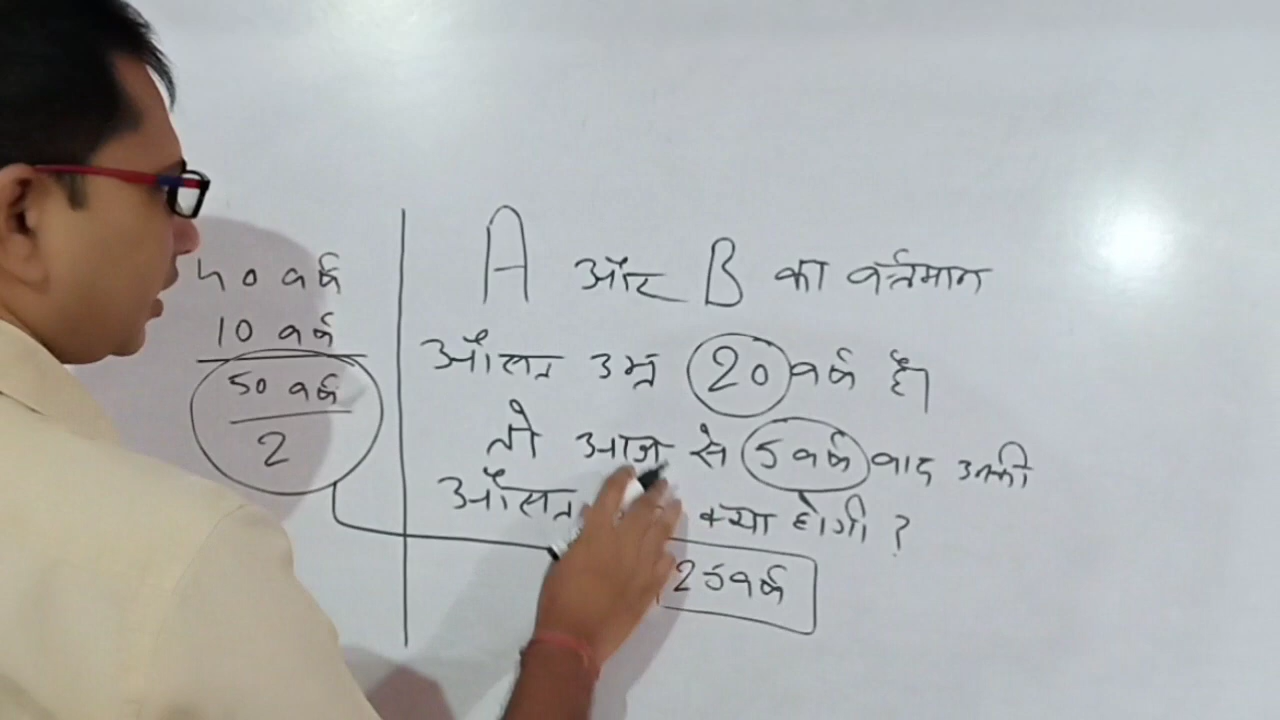 40 वर्ष
10 वर्ष
50 वर्ष
2
A और B का वर्तमान
औसत उम्र 20 वर्ष है।
तो आज से 5 वर्ष बाद उनकी
औसत क्या होगी ?
25 वर्ष